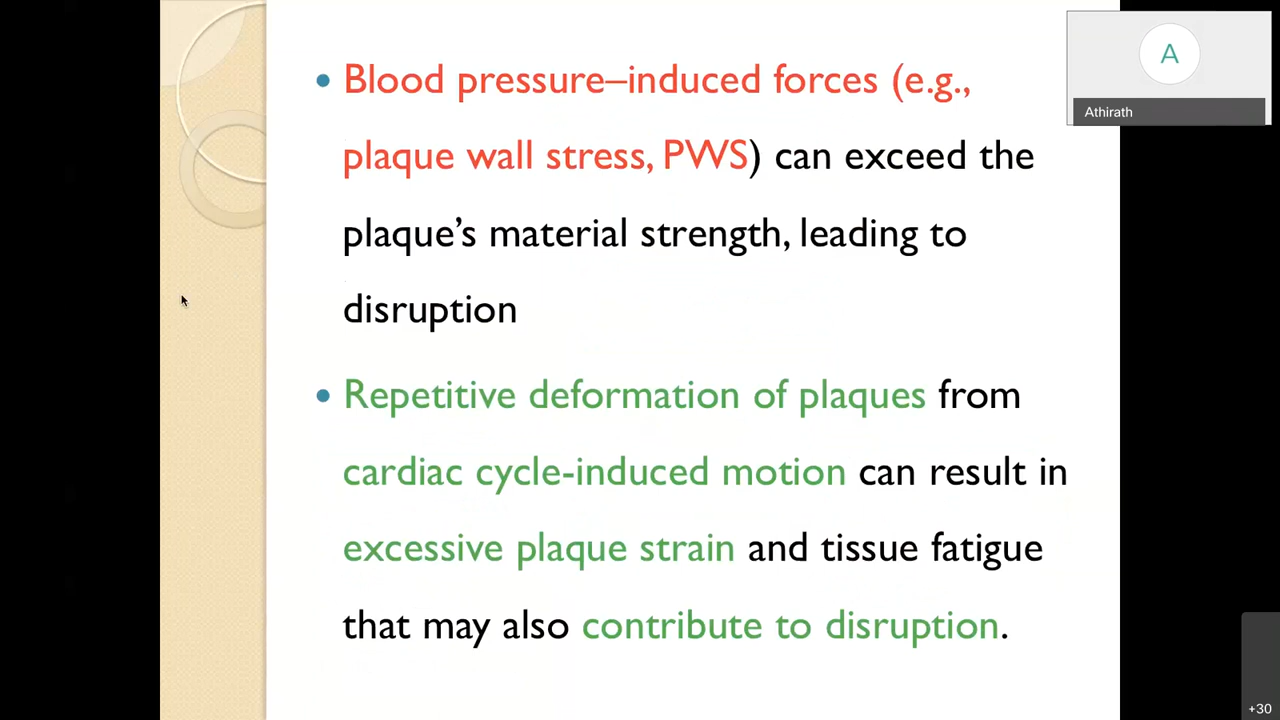 • Blood pressure–induced forces (e.g.,
plaque wall stress, PWS) can exceed the
plaque’s material strength, leading to
disruption
• Repetitive deformation of plaques from
cardiac cycle-induced motion can result in
excessive plaque strain and tissue fatigue
that may also contribute to disruption.
A
Athirath
+30